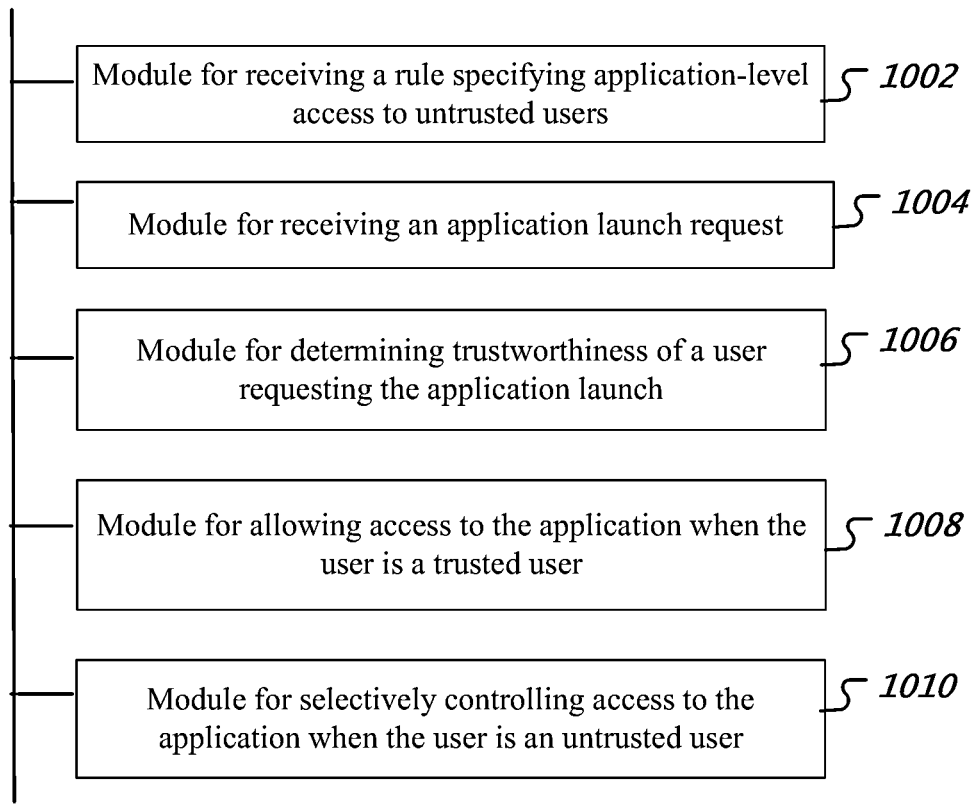 Module for receiving a rule specifying application-level
access to untrusted users
1002
Module for receiving an application launch request
1004
Module for determining trustworthiness of a user
requesting the application launch
1006
Module for allowing access to the application when the
user is a trusted user
1008
Module for selectively controlling access to the
application when the user is an untrusted user
1010